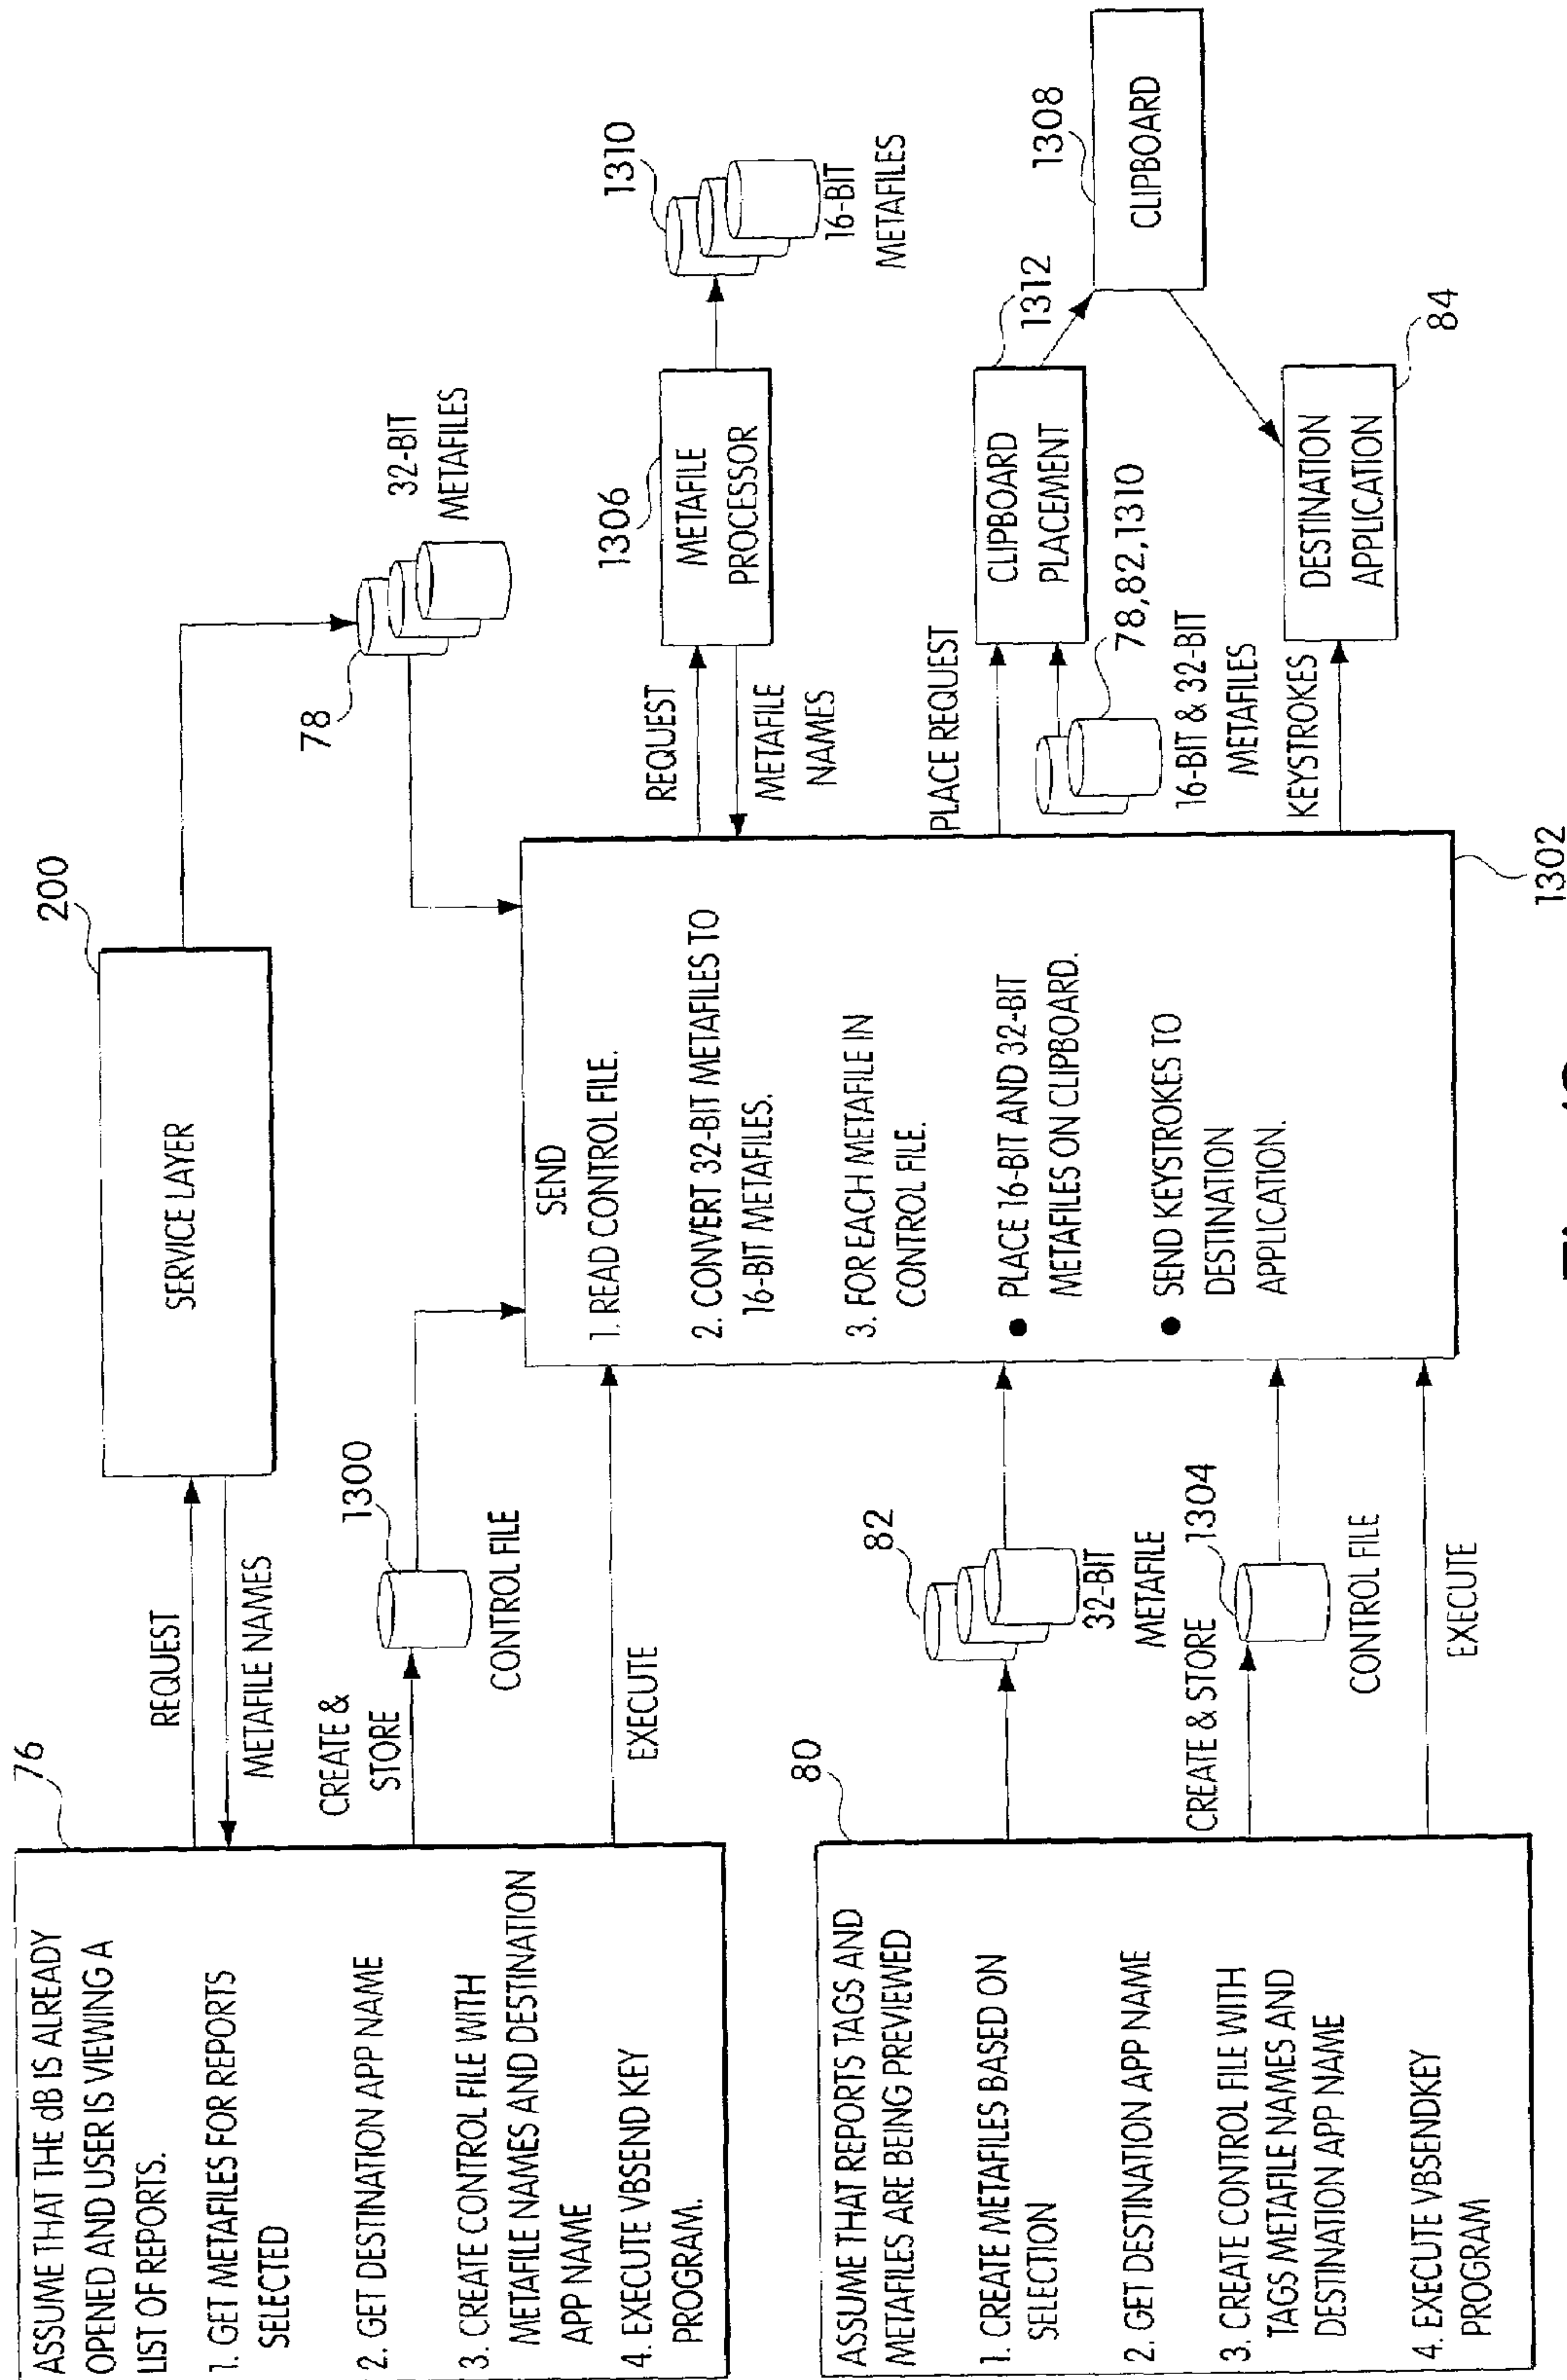 ASSUME THAT THE dB IS ALREADY
OPENED AND USER IS VIEWING A
LIST OF REPORTS.
1. GET METAFILES FOR REPORTS
SELECTED
2. GET DESTINATION APP NAME
3. CREATE CONTROL FILE WITH
METAFILE NAMES AND DESTINATION
APP NAME
4. EXECUTE VBSEND KEY
PROGRAM.
76
REQUEST
METAFILE NAMES
SERVICE LAYER
200
CREATE &
STORE
1300
CONTROL FILE
EXECUTE
78
32-BIT
METAFILES
ASSUME THAT REPORTS TAGS AND
METAFILES ARE BEING PREVIEWED
1. CREATE METAFILES BASED ON
SELECTION
2. GET DESTINATION APP NAME
3. CREATE CONTROL FILE WITH
TAGS METAFILE NAMES AND
DESTINATION APP NAME
4. EXECUTE VBSENDKEY
PROGRAM
80
82
32-BIT
METAFILE
CREATE & STORE
1304
CONTROL FILE
EXECUTE
SEND
1. READ CONTROL FILE.
2. CONVERT 32-BIT METAFILES TO
16-BIT METAFILES.
3. FOR EACH METAFILE IN
CONTROL FILE.
● PLACE 16-BIT AND 32-BIT
METAFILES ON CLIPBOARD.
● SEND KEYSTROKES TO
DESTINATION
APPLICATION.
1302
REQUEST
METAFILE
NAMES
1306
METAFILE
PROCESSOR
1310
16-BIT
METAFILES
PLACE REQUEST
CLIPBOARD
PLACEMENT
1312
78,82,1310
16-BIT & 32-BIT
METAFILES
1308
CLIPBOARD
KEYSTROKES
DESTINATION
APPLICATION
84